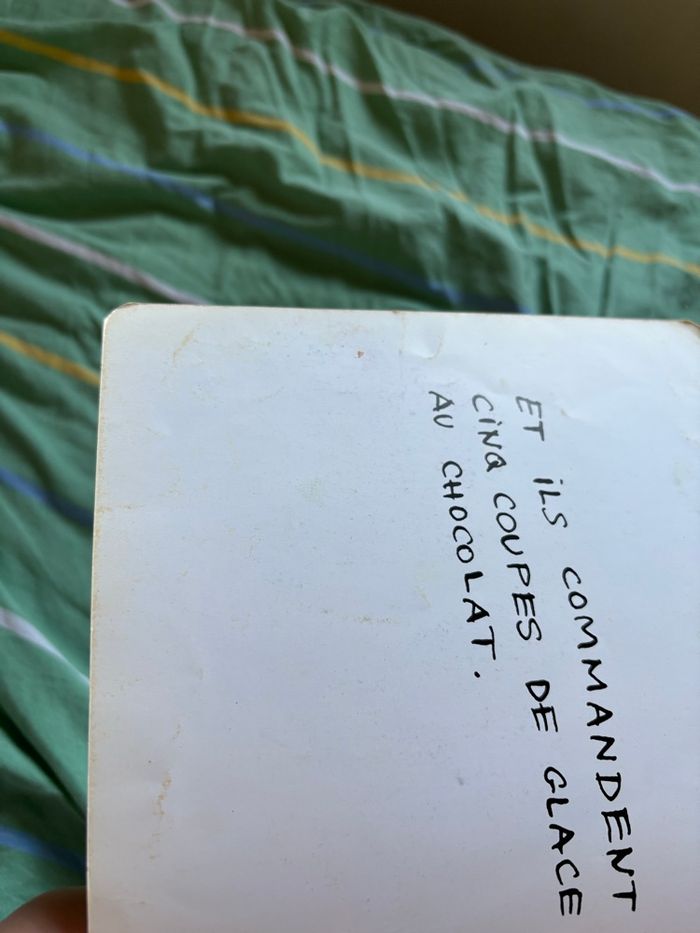 ET iLS COMMANDENT
CiNQ COUPES DE GLACE
AU CHOCOLAT.